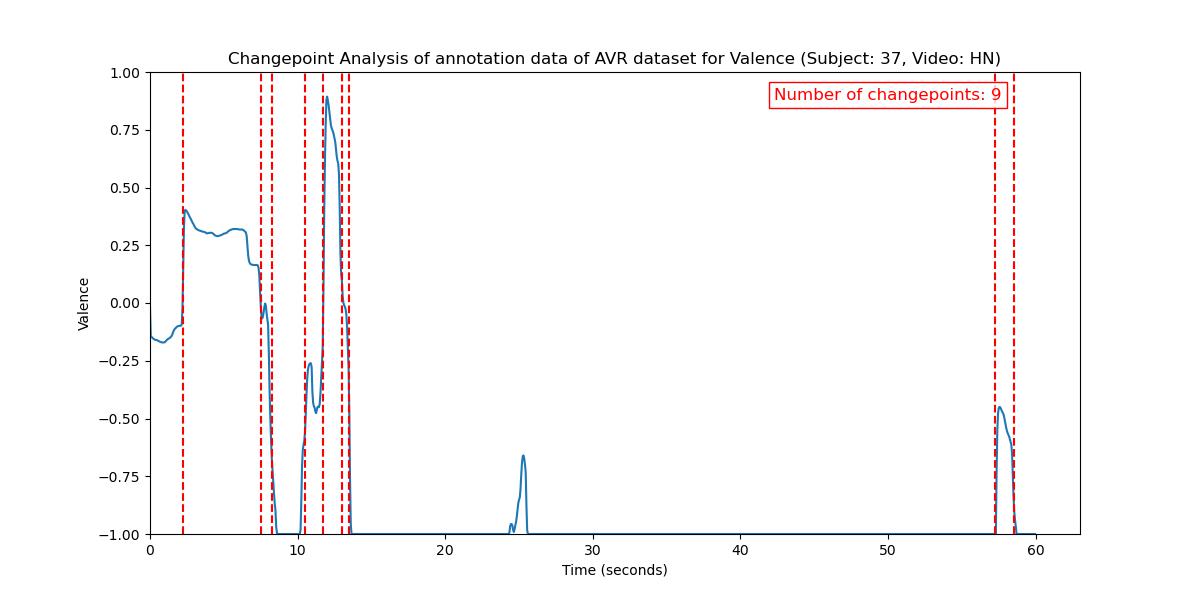 Changepoint Analysis of annotation data of AVR dataset for Valence (Subject: 37, Video: HN)
Number of changepoints: 9
1.00
0.75
0.50
0.25
0.00
−0.25
−0.50
−0.75
−1.00
Valence
0 10 20 30 40 50 60
Time (seconds)